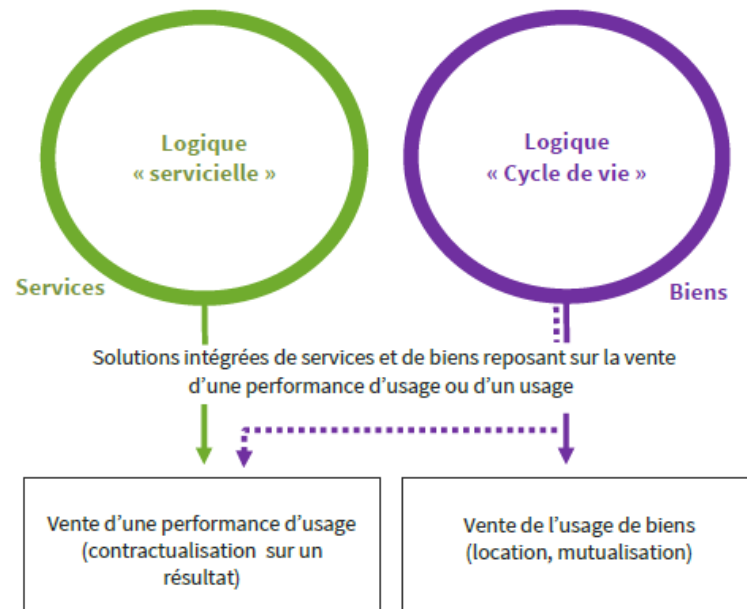 Logique
« servicielle »
Logique
« Cycle de vie »
Services
Biens
Solutions intégrées de services et de biens reposant sur la vente
d’une performance d’usage ou d’un usage
Vente d’une performance d’usage
(contractualisation sur un
résultat)
Vente de l’usage de biens
(location, mutualisation)